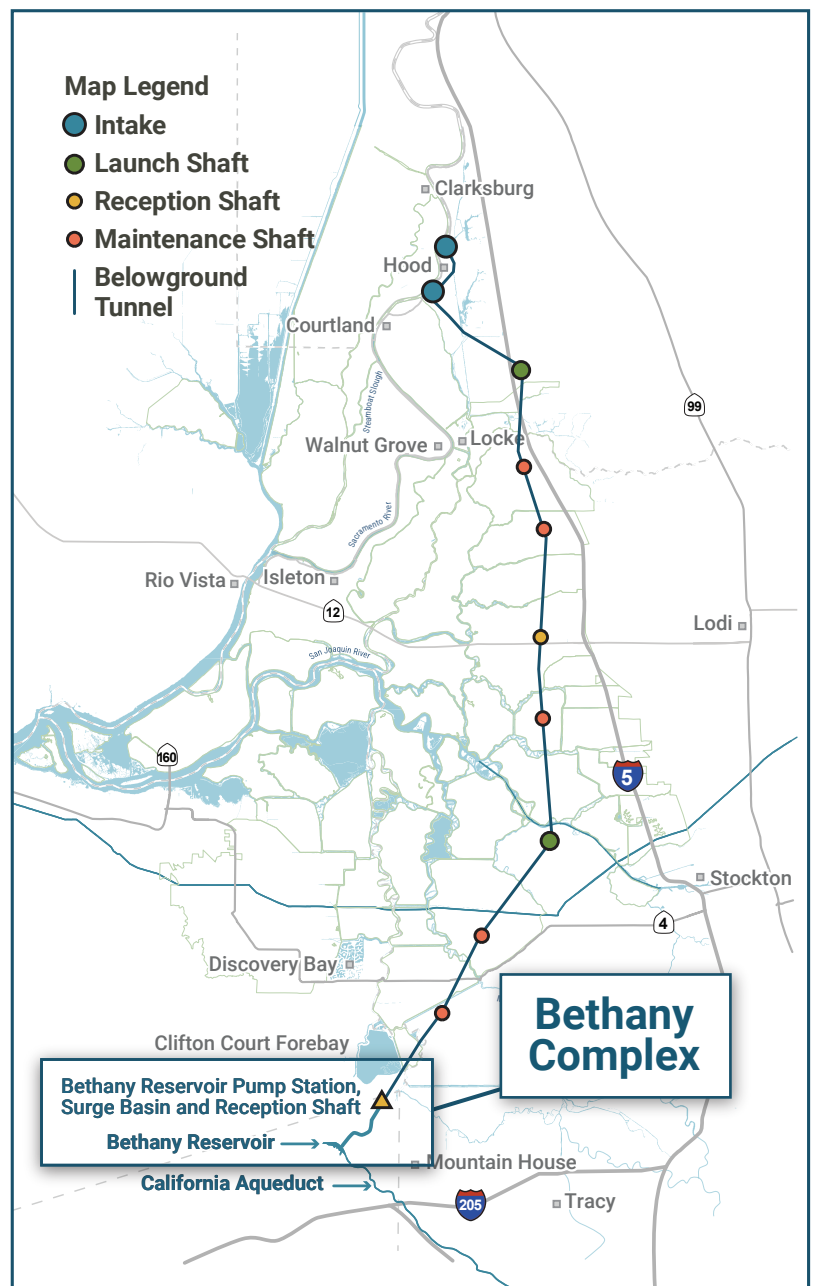 Map Legend
Intake
Launch Shaft
Reception Shaft
Maintenance Shaft
Belowground
Tunnel
Clarksburg
Hood
Courtland
Steamboat Slough
99
Walnut Grove
Locke
Sacramento River
Rio Vista
Isleton
12
Lodi
San Joaquin River
160
5
Stockton
4
Discovery Bay
Bethany
Complex
Clifton Court Forebay
Bethany Reservoir Pump Station,
Surge Basin and Reception Shaft
Bethany Reservoir
Mountain House
California Aqueduct
205
Tracy